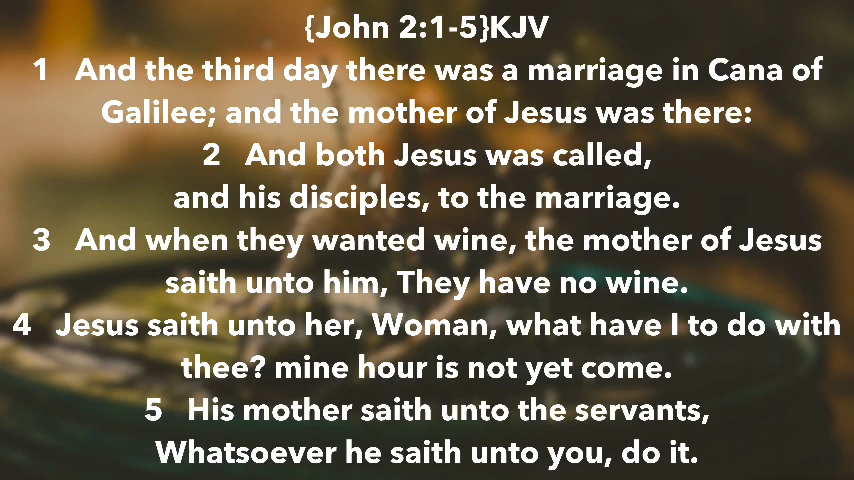 {John 2:1-5}KJV
1 And the third day there was a marriage in Cana of
Galilee; and the mother of Jesus was there:
2 And both Jesus was called,
and his disciples, to the marriage.
3 And when they wanted wine, the mother of Jesus
saith unto him, They have no wine.
4 Jesus saith unto her, Woman, what have I to do with
thee? mine hour is not yet come.
5 His mother saith unto the servants,
Whatsoever he saith unto you, do it.